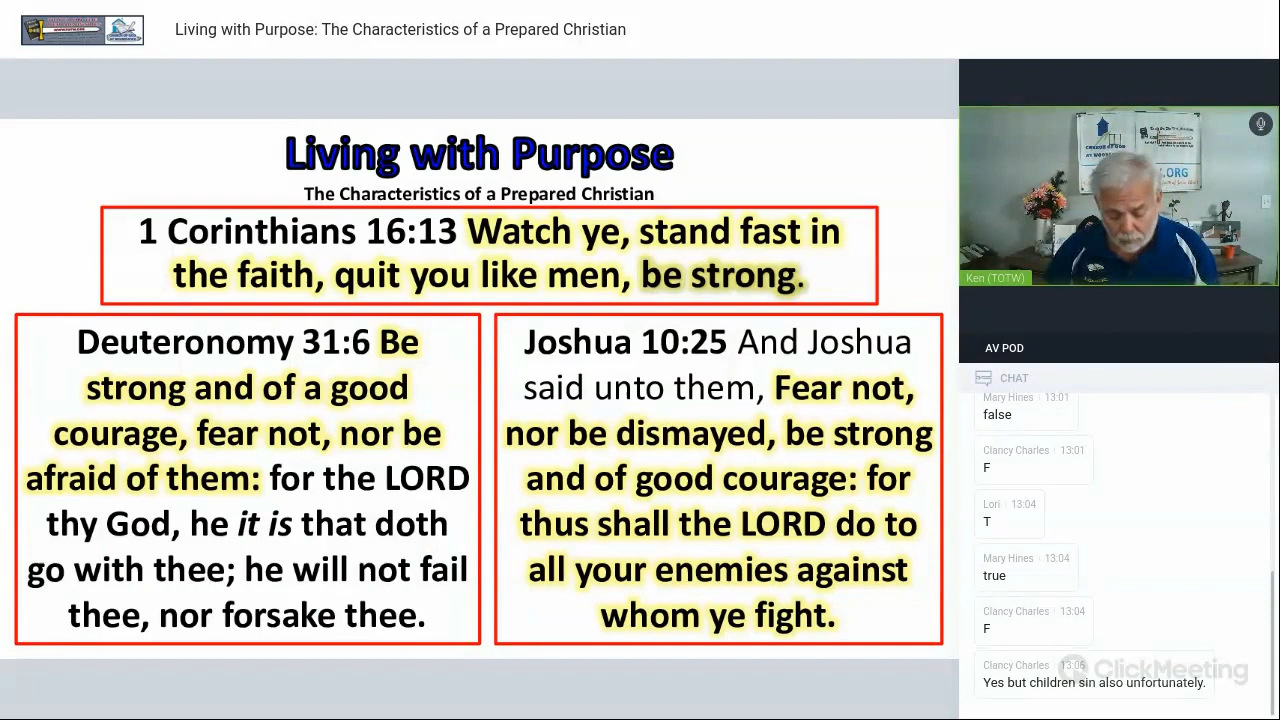 Living with Purpose: The Characteristics of a Prepared Christian
Living with Purpose
The Characteristics of a Prepared Christian
1 Corinthians 16:13 Watch ye, stand fast in
the faith, quit you like men, be strong.
Deuteronomy 31:6 Be
strong and of a good
courage, fear not, nor be
afraid of them: for the LORD
thy God, he it is that doth
go with thee; he will not fail
thee, nor forsake thee.
Joshua 10:25 And Joshua
said unto them, Fear not,
nor be dismayed, be strong
and of good courage: for
thus shall the LORD do to
all your enemies against
whom ye fight.
Ken (TOTW)
AV POD
CHAT
Mary Hines 13:01
false
Clancy Charles 13:01
F
Lori 13:04
T
Mary Hines 13:04
true
Clancy Charles 13:04
F
Clancy Charles 13:05
Yes but children sin also unfortunately.
ClickMeeting